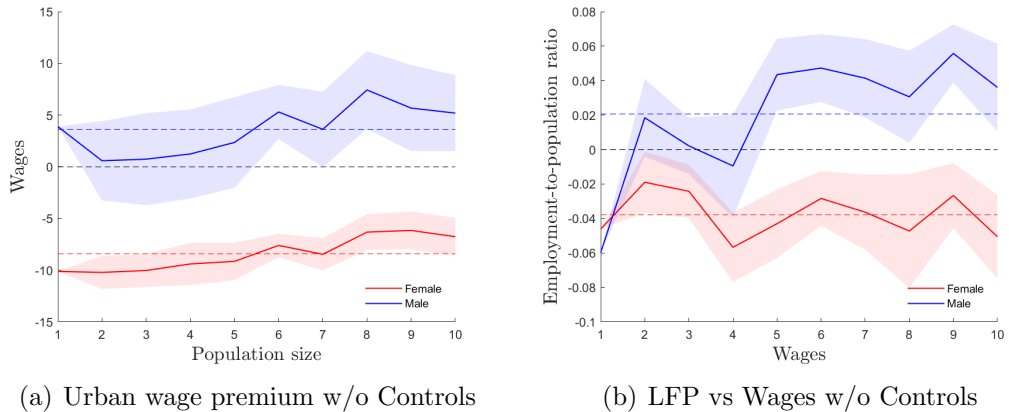 15
10
5
0
-5
-10
-15
Wages
1 2 3 4 5 6 7 8 9 10
Population size
Female
Male
(a) Urban wage premium w/o Controls
0.08
0.06
0.04
0.02
0
-0.02
-0.04
-0.06
-0.08
-0.1
Employment-to-population ratio
1 2 3 4 5 6 7 8 9 10
Wages
Female
Male
(b) LFP vs Wages w/o Controls